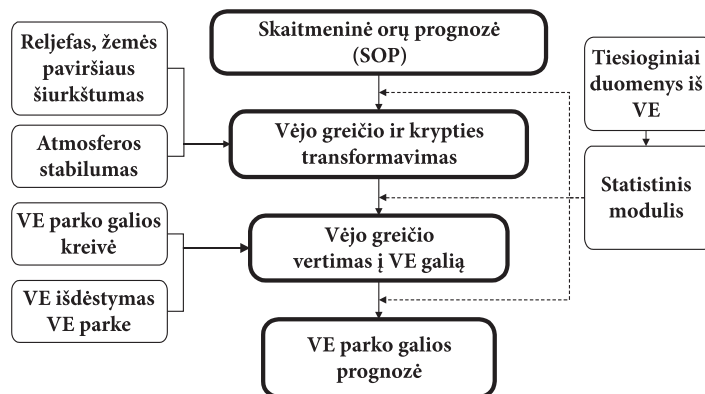 Skaitmeninė orų prognozė
(SOP)
Reljefas, žemės
paviršiaus
šiurkštumas
Tiesioginiai
duomenys iš
VE
Vėjo greičio ir krypties
transformavimas
Atmosferos
stabilumas
Statistinis
modulis
VE parko galios
kreivė
Vėjo greičio
vertimas į VE galią
VE išdėstymas
VE parke
VE parko galios
prognozė